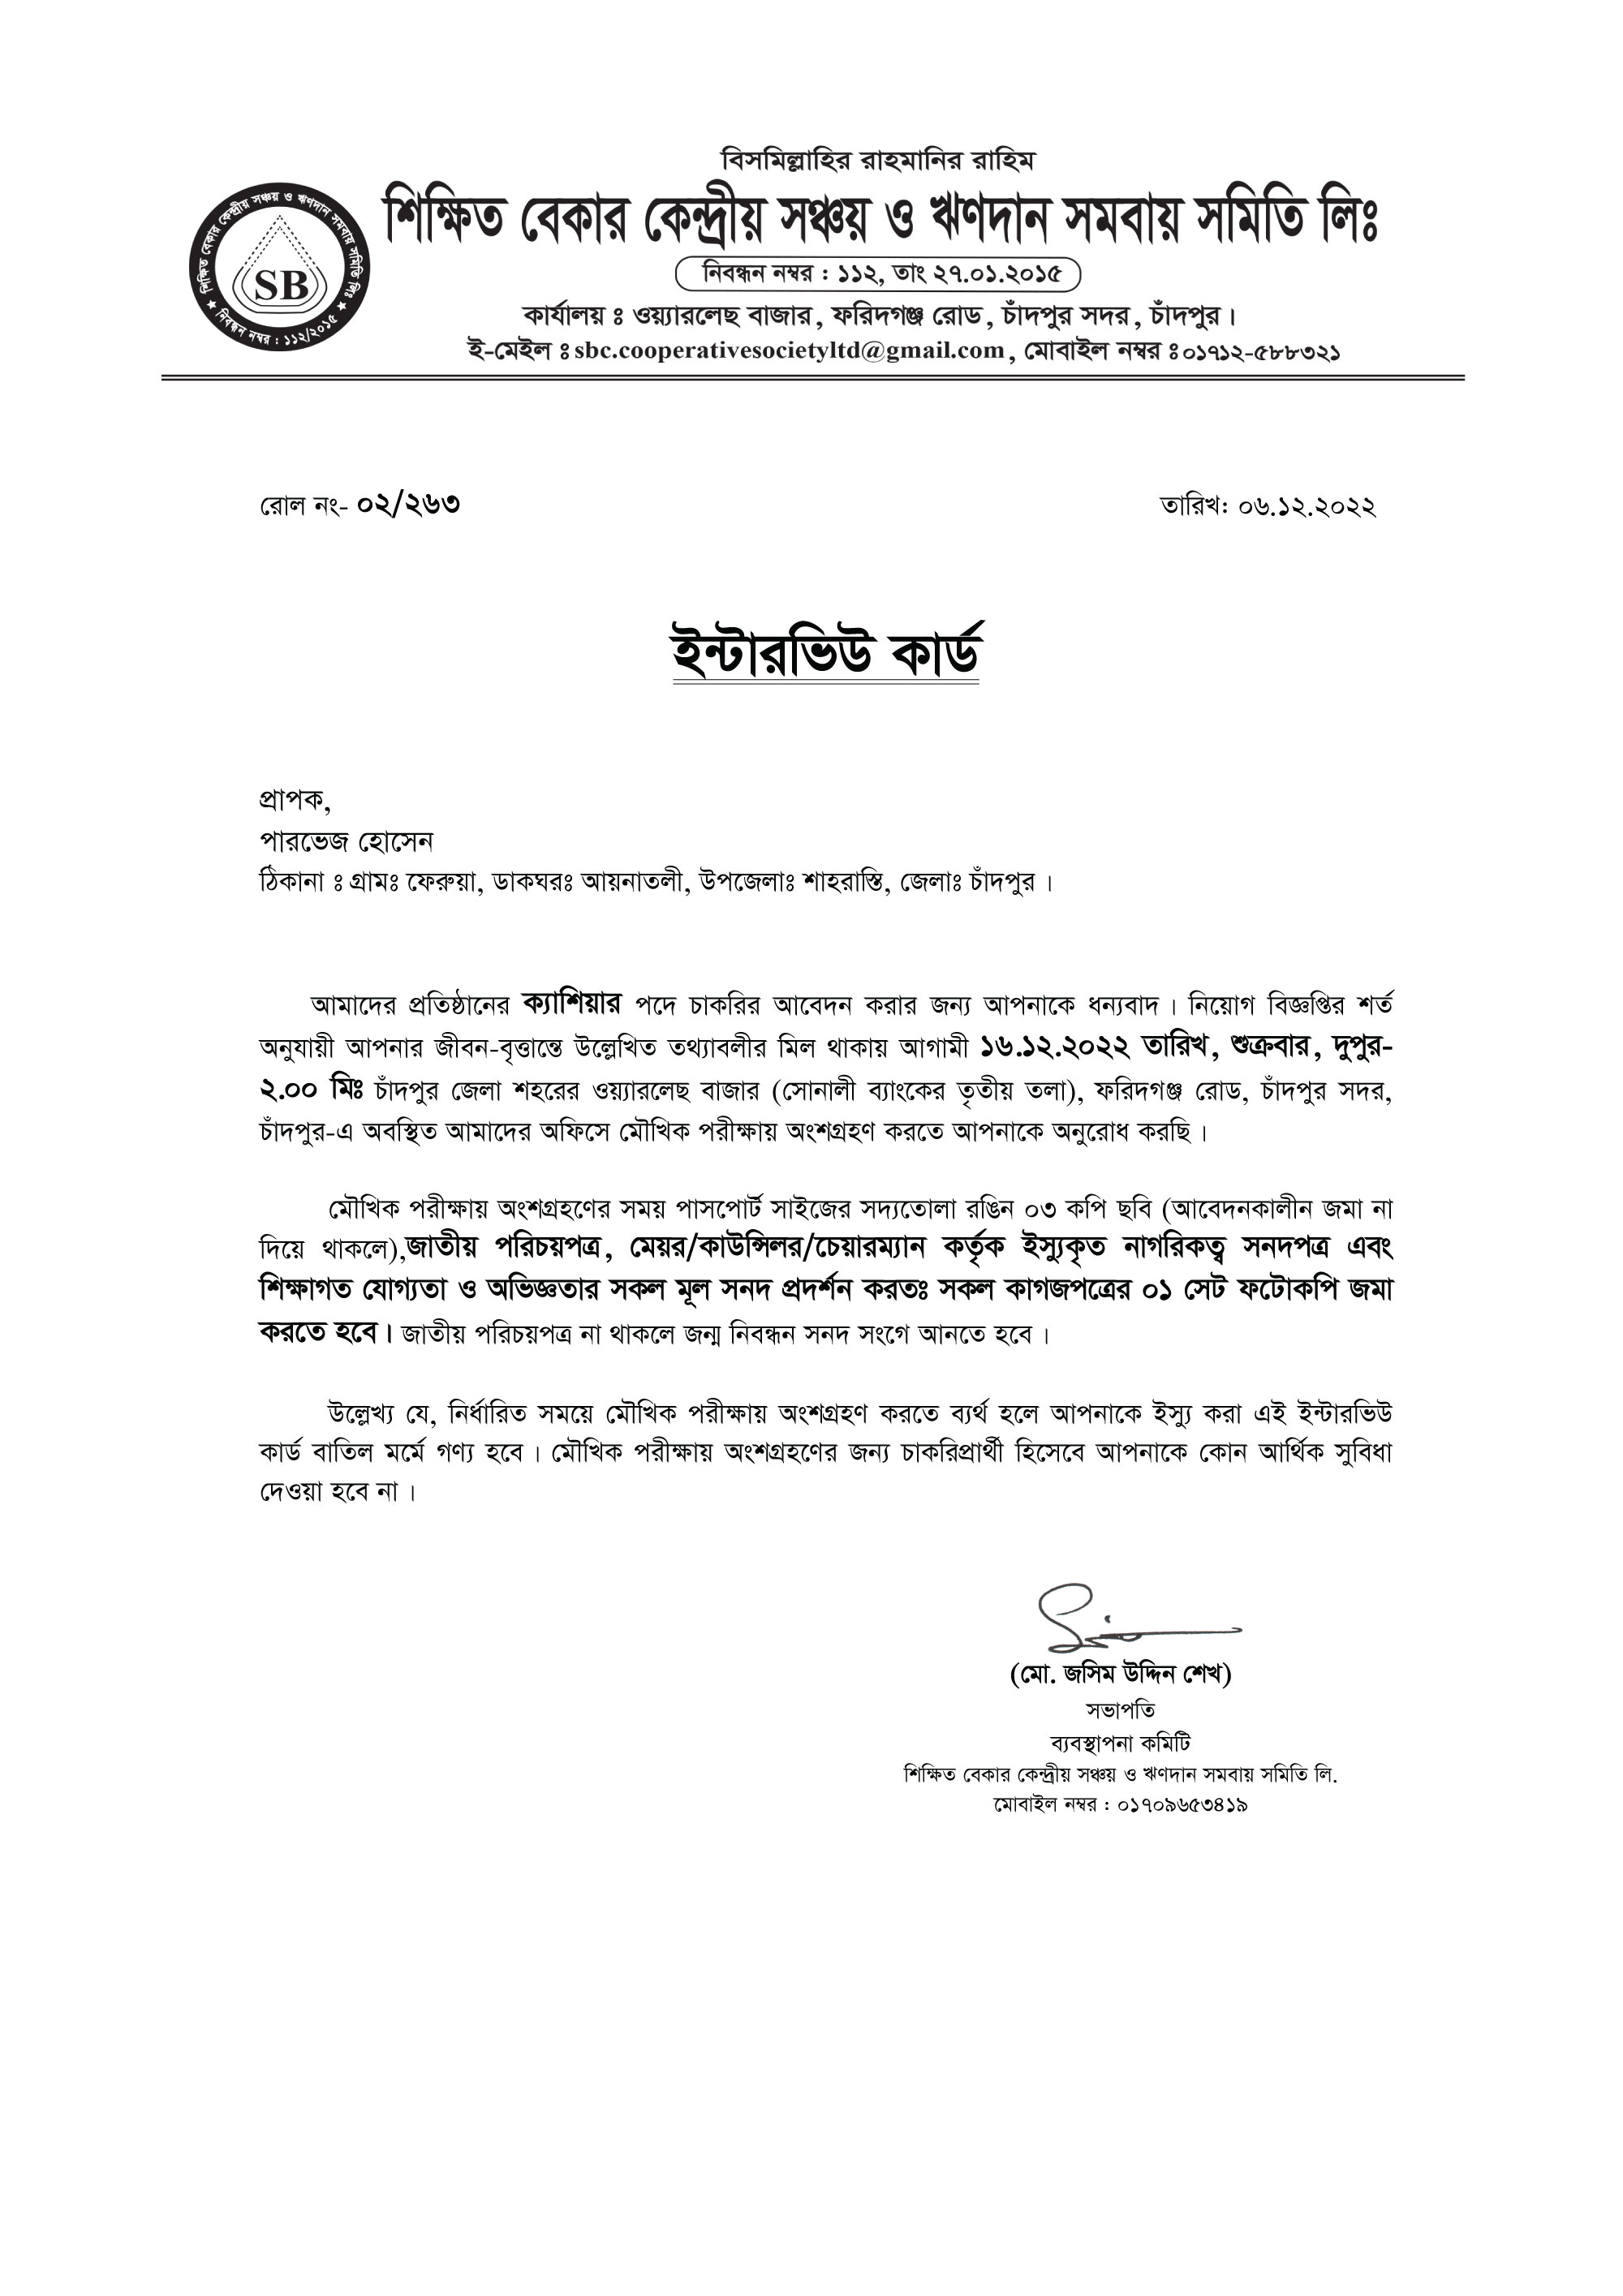 বিসমিল্লাহির রাহমানির রাহিম
শিক্ষিত বেকার কেন্দ্রীয় সঞ্চয় ও ঋণদান সমবায় সমিতি লিঃ
নিবন্ধন নম্বর : ১১২, তাং ২৭.০১.২০১৫
কার্যালয় ঃ ওয়্যারলেছ বাজার, ফরিদগঞ্জ রোড, চাঁদপুর সদর, চাঁদপুর।
ই-মেইল ঃ sbc.cooperativesocietyltd@gmail.com, মোবাইল নম্বর ঃ ০১৭১২-৫৮৮৩২১
শিক্ষিত বেকার কেন্দ্রীয় সঞ্চয় ও ঋণদান সমবায় সমিতি লিঃ
SB
★ নিবন্ধন নম্বর : ১১২/২০১৫ ★
রোল নং- ০২/২৬৩
তারিখ: ০৬.১২.২০২২
ইন্টারভিউ কার্ড
প্রাপক,
পারভেজ হোসেন
ঠিকানা ঃ গ্রামঃ ফেরুয়া, ডাকঘরঃ আয়নাতলী, উপজেলাঃ শাহরাস্তি, জেলাঃ চাঁদপুর।
আমাদের প্রতিষ্ঠানের ক্যাশিয়ার পদে চাকরির আবেদন করার জন্য আপনাকে ধন্যবাদ। নিয়োগ বিজ্ঞপ্তির শর্ত
অনুযায়ী আপনার জীবন-বৃত্তান্তে উল্লেখিত তথ্যাবলীর মিল থাকায় আগামী ১৬.১২.২০২২ তারিখ, শুক্রবার, দুপুর-
২.০০ মিঃ চাঁদপুর জেলা শহরের ওয়্যারলেছ বাজার (সোনালী ব্যাংকের তৃতীয় তলা), ফরিদগঞ্জ রোড, চাঁদপুর সদর,
চাঁদপুর-এ অবস্থিত আমাদের অফিসে মৌখিক পরীক্ষায় অংশগ্রহণ করতে আপনাকে অনুরোধ করছি।
মৌখিক পরীক্ষায় অংশগ্রহণের সময় পাসপোর্ট সাইজের সদ্যতোলা রঙিন ০৩ কপি ছবি (আবেদনকালীন জমা না
দিয়ে থাকলে),জাতীয় পরিচয়পত্র, মেয়র/কাউন্সিলর/চেয়ারম্যান কর্তৃক ইস্যুকৃত নাগরিকত্ব সনদপত্র এবং
শিক্ষাগত যোগ্যতা ও অভিজ্ঞতার সকল মূল সনদ প্রদর্শন করতঃ সকল কাগজপত্রের ০১ সেট ফটোকপি জমা
করতে হবে। জাতীয় পরিচয়পত্র না থাকলে জন্ম নিবন্ধন সনদ সংগে আনতে হবে।
উল্লেখ্য যে, নির্ধারিত সময়ে মৌখিক পরীক্ষায় অংশগ্রহণ করতে ব্যর্থ হলে আপনাকে ইস্যু করা এই ইন্টারভিউ
কার্ড বাতিল মর্মে গণ্য হবে। মৌখিক পরীক্ষায় অংশগ্রহণের জন্য চাকরিপ্রার্থী হিসেবে আপনাকে কোন আর্থিক সুবিধা
দেওয়া হবে না।
(মো. জসিম উদ্দিন শেখ)
সভাপতি
ব্যবস্থাপনা কমিটি
শিক্ষিত বেকার কেন্দ্রীয় সঞ্চয় ও ঋণদান সমবায় সমিতি লি.
মোবাইল নম্বর : ০১৭০৯৬৫৩৪১৯